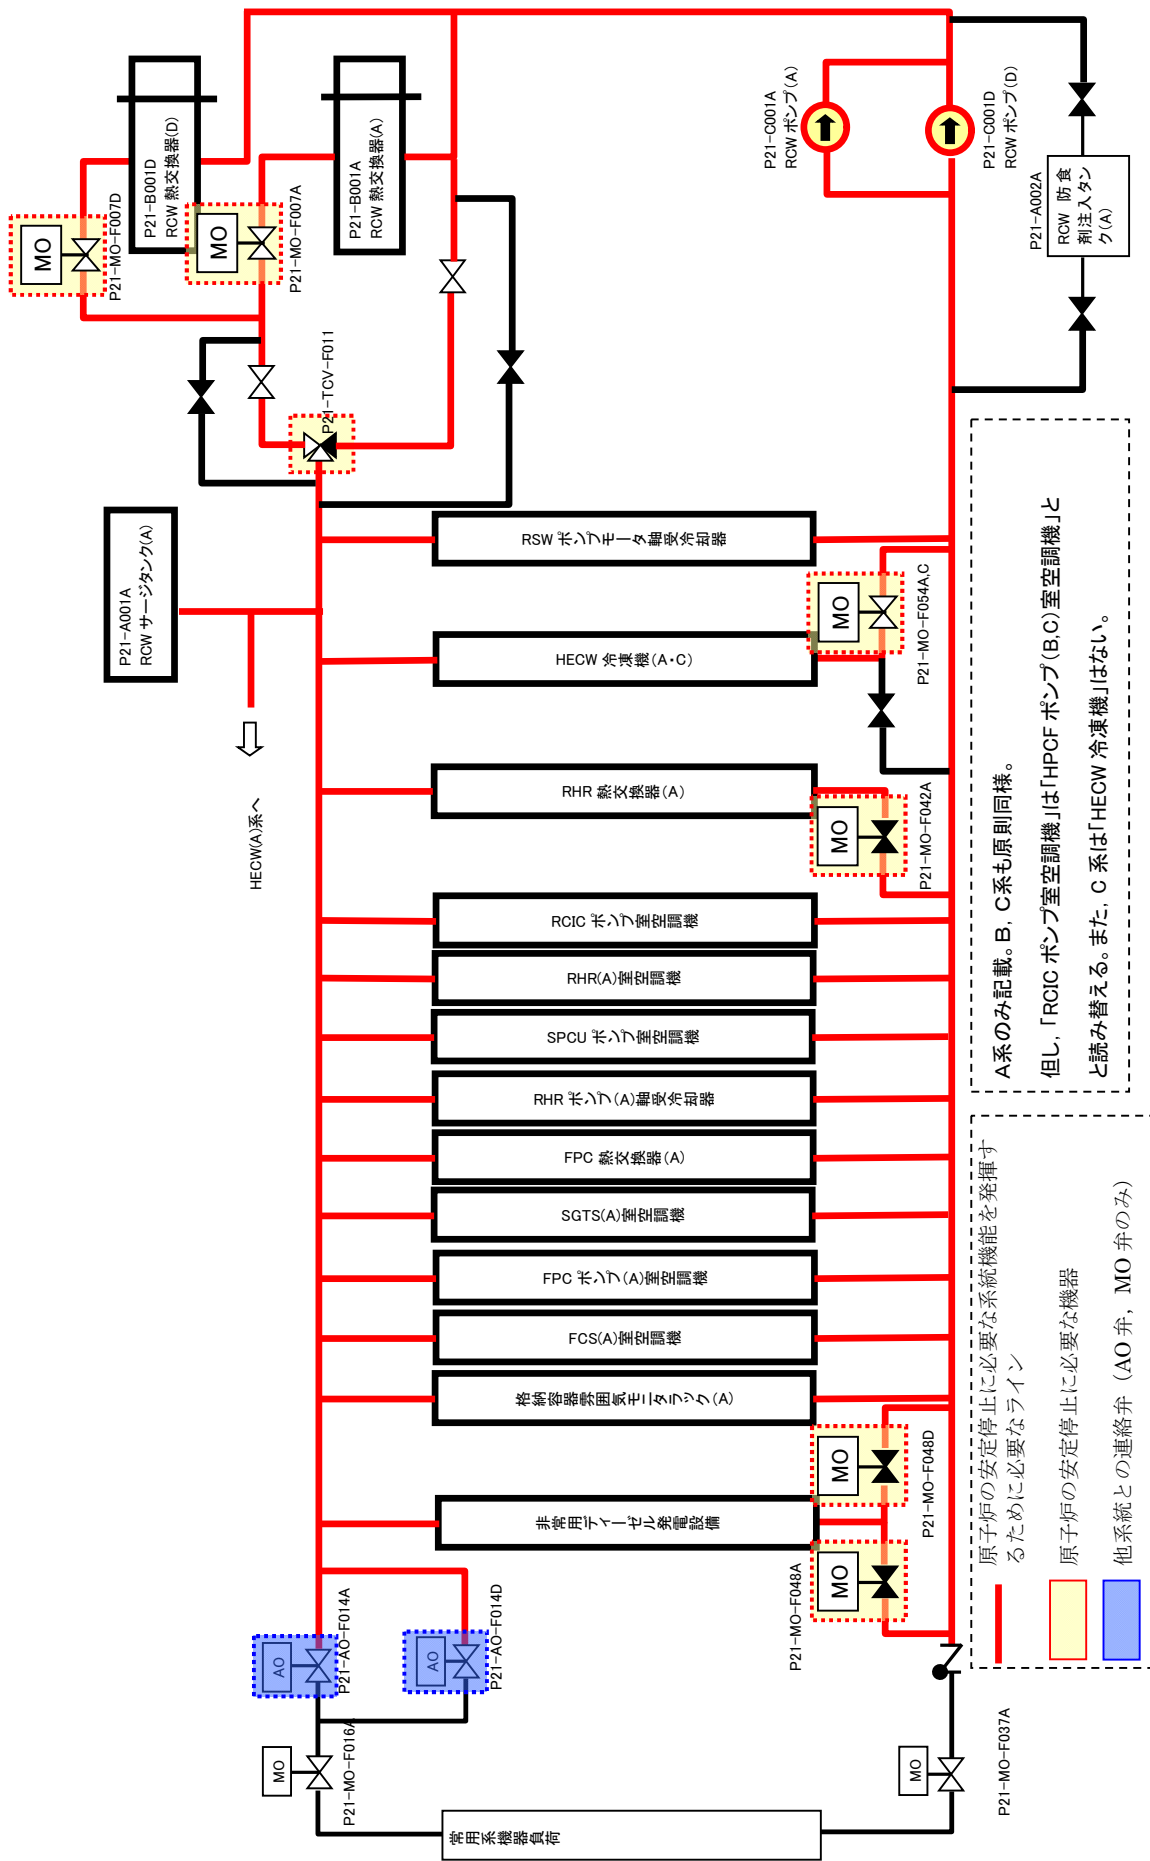 MO
P21-MO-F007D
P21-B001D
RCW 熱交換器(D)
MO
P21-MO-F007A
P21-B001A
RCW 熱交換器(A)
P21-TCV-F011
P21-C001A
RCW ポンプ(A)
P21-C001D
RCW ポンプ(D)
P21-A002A
RCW 防食
剤注入タン
ク(A)
P21-A001A
RCW サージタンク(A)
HECW(A)系へ
RSW ポンプモータ軸受冷却器
HECW 冷凍機(A・C)
MO
P21-MO-F054A,C
RHR 熱交換器(A)
MO
P21-MO-F042A
RCIC ポンプ室空調機
RHR(A)室空調機
SPCU ポンプ室空調機
RHR ポンプ(A)軸受冷却器
FPC 熱交換器(A)
SGTS(A)室空調機
FPC ポンプ(A)室空調機
FCS(A)室空調機
格納容器雰囲気モニタラック(A)
MO
P21-MO-F048D
非常用ディーゼル発電設備
MO
P21-MO-F048A
AO
P21-AO-F014A
AO
P21-AO-F014D
MO
P21-MO-F016A
MO
P21-MO-F037A
常用系機器負荷
A系のみ記載。B，C系も原則同様。
但し，「RCIC ポンプ室空調機」は「HPCF ポンプ(B,C)室空調機」と
と読み替える。また，C 系は「HECW 冷凍機」はない。
原子炉の安定停止に必要な系統機能を発揮す
るために必要なライン
原子炉の安定停止に必要な機器
他系統との連絡弁（AO 弁，MO 弁のみ）